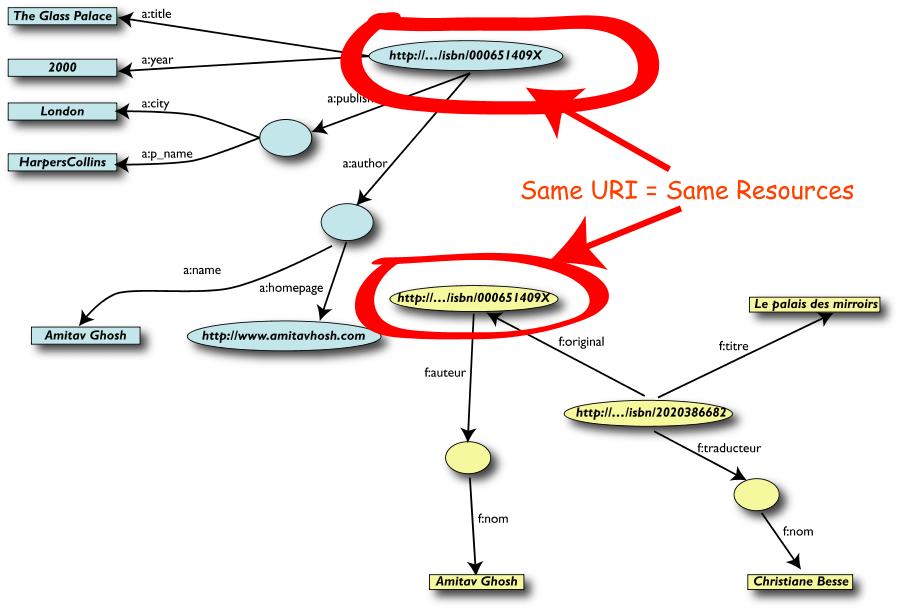 The Glass Palace
a:title
http://…/isbn/000651409X
2000
a:year
London
a:city
a:publish
HarpersCollins
a:p_name
a:author
Same URI = Same Resources
a:name
a:homepage
http://…/isbn/000651409X
Le palais des mirroirs
Amitav Ghosh
http://www.amitavhosh.com
f:original
f:titre
f:auteur
http://…/isbn/2020386682
f:traducteur
f:nom
f:nom
Amitav Ghosh
Christiane Besse